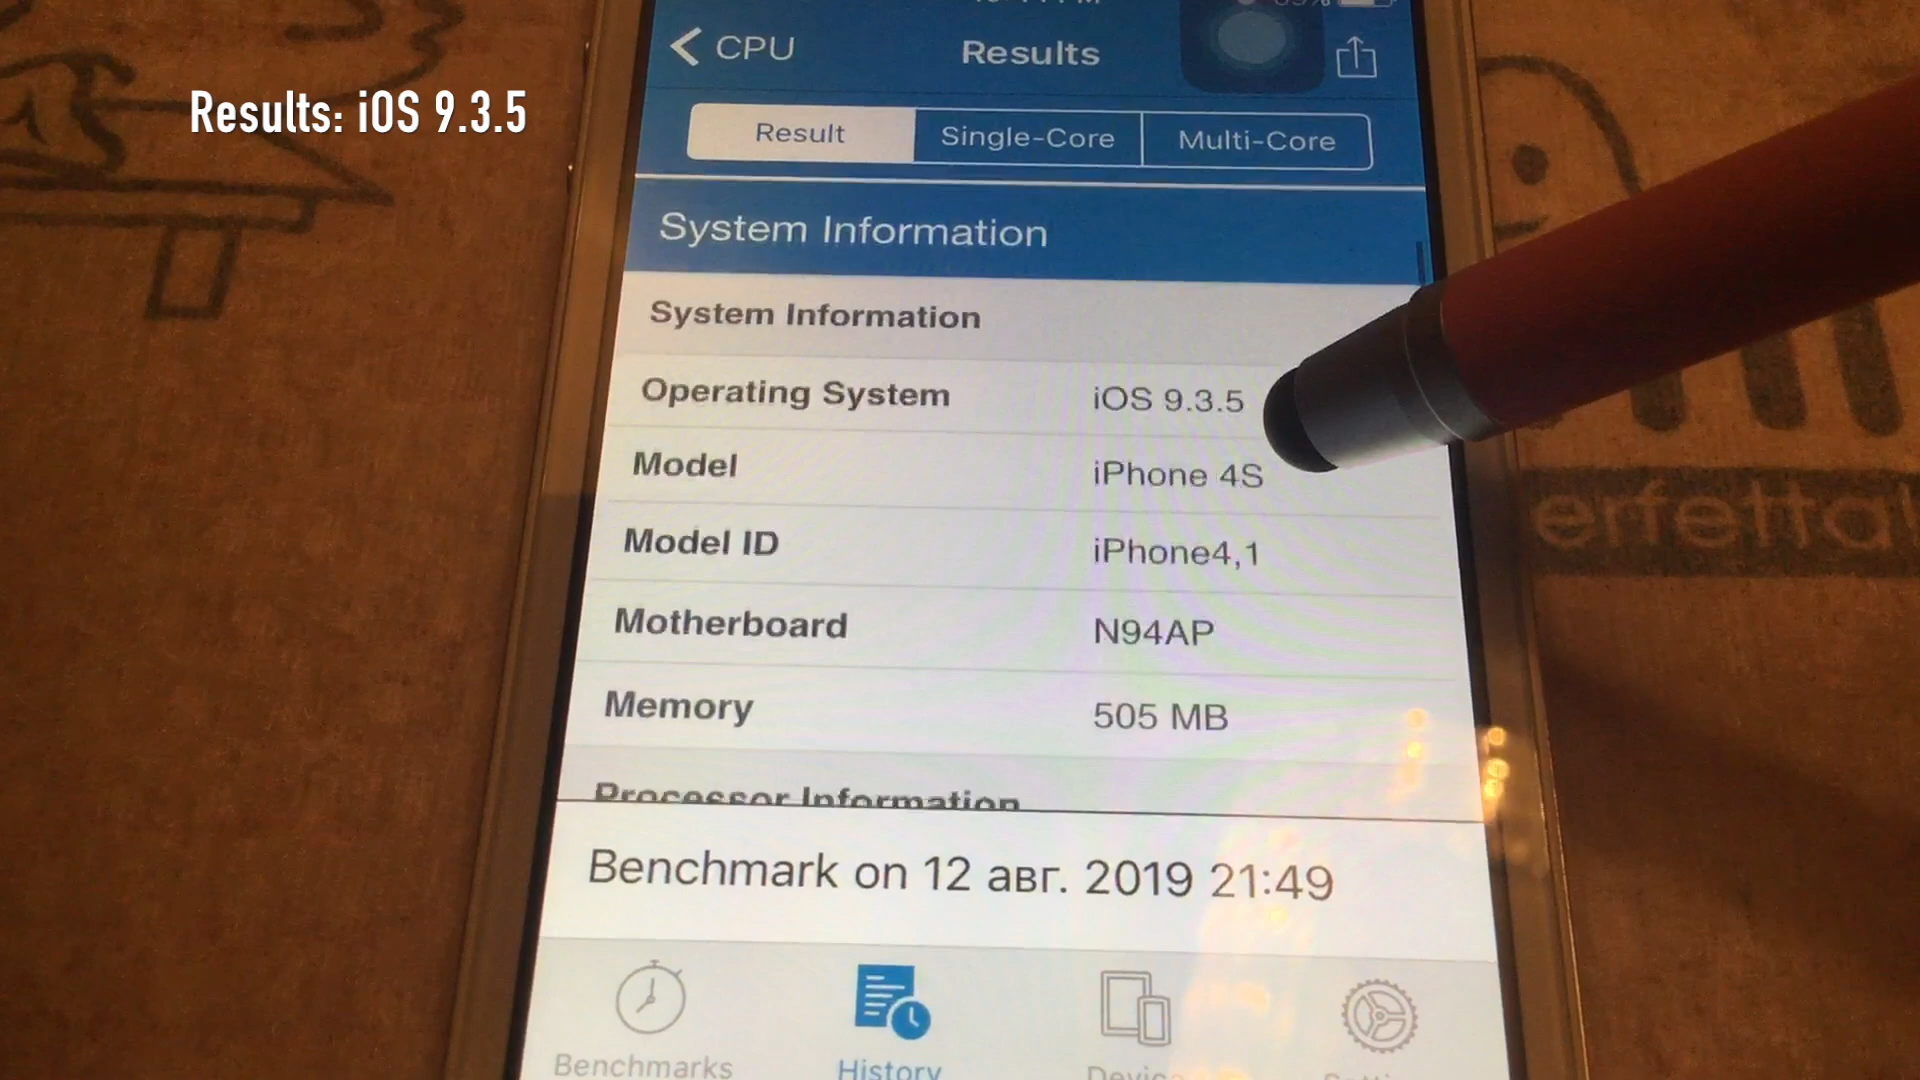 CPU
Results
Results: iOS 9.3.5
Result
Single-Core
Multi-Core
System Information
System Information
Operating System iOS 9.3.5
Model iPhone 4S
Model ID iPhone4,1
Motherboard N94AP
Memory 505 MB
Processor Information
Benchmark on 12 авг. 2019 21:49
Benchmarks
History
erfetta